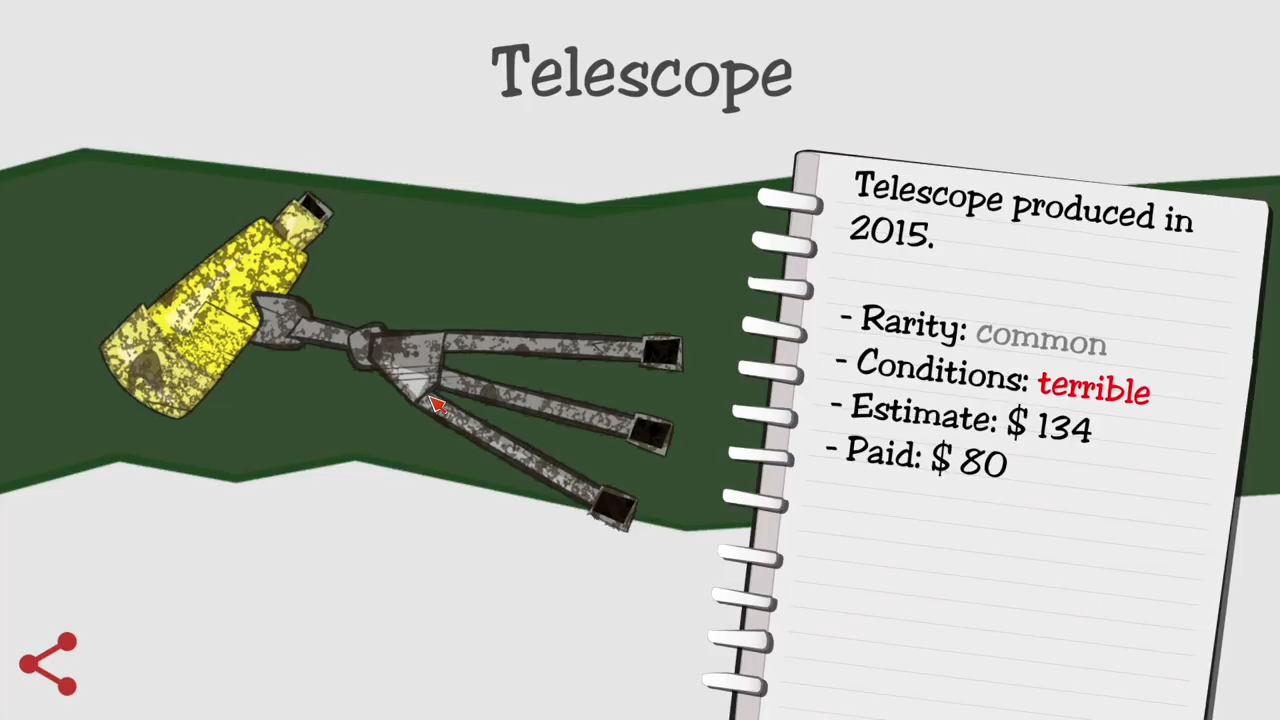 Telescope
Telescope produced in
2015.
- Rarity: common
- Conditions: terrible
- Estimate: $ 134
- Paid: $ 80